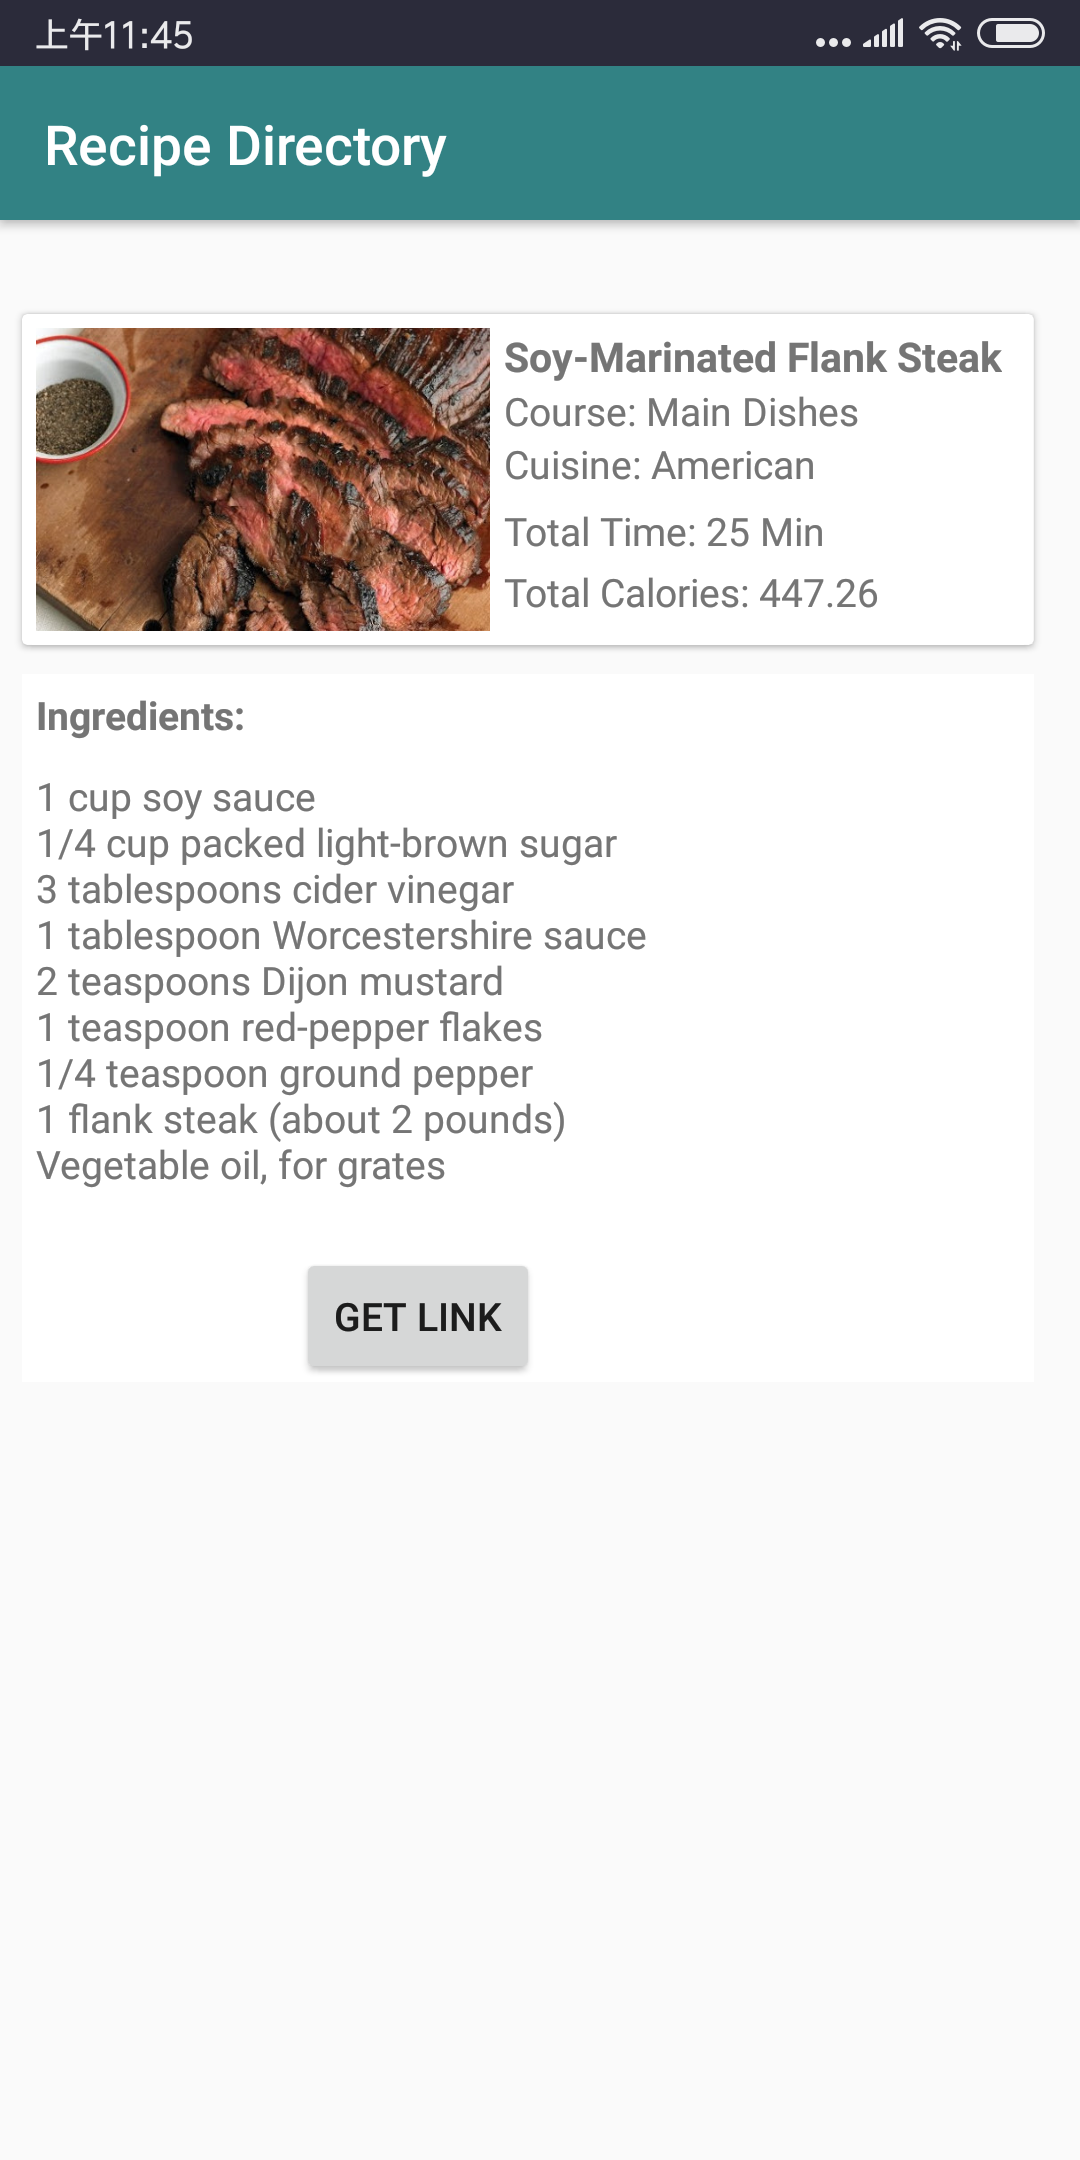 上午11:45
Recipe Directory
Soy-Marinated Flank Steak
Course: Main Dishes
Cuisine: American
Total Time: 25 Min
Total Calories: 447.26
Ingredients:
1 cup soy sauce
1/4 cup packed light-brown sugar
3 tablespoons cider vinegar
1 tablespoon Worcestershire sauce
2 teaspoons Dijon mustard
1 teaspoon red-pepper flakes
1/4 teaspoon ground pepper
1 flank steak (about 2 pounds)
Vegetable oil, for grates
GET LINK